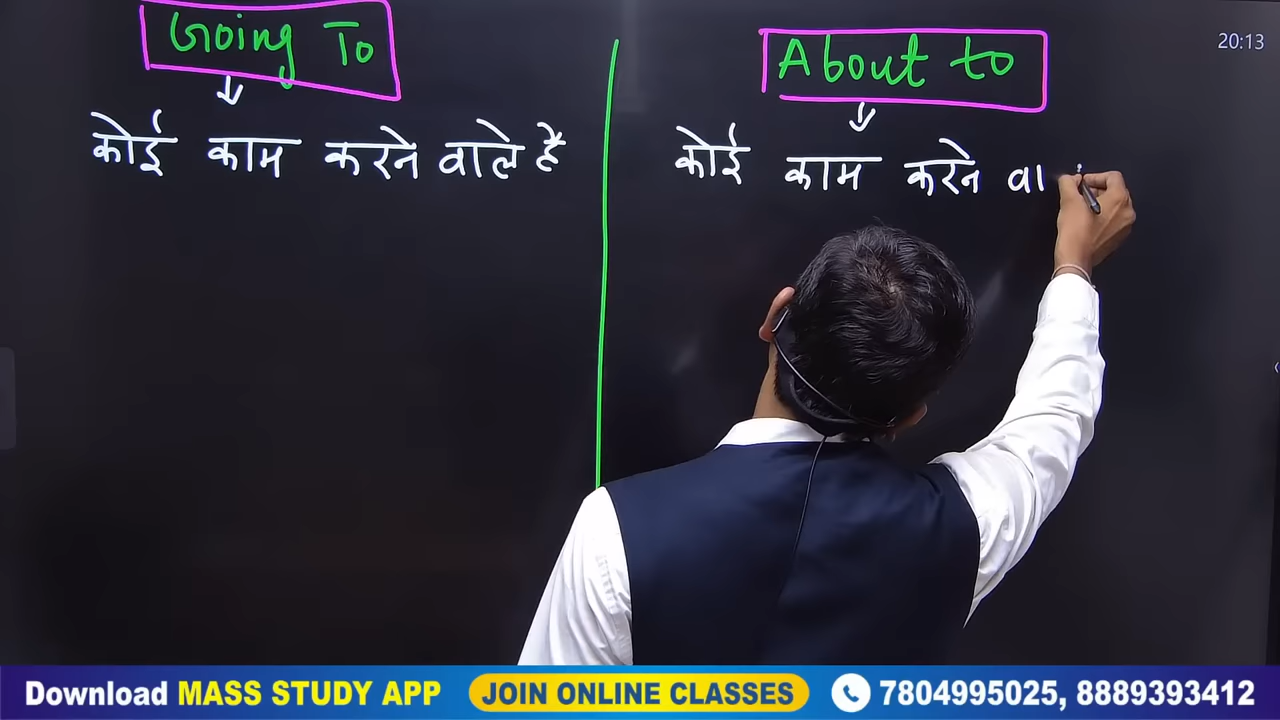 Going To
कोई काम करने वाले है
About to
कोई काम करने वा
20:13
Download MASS STUDY APP
JOIN ONLINE CLASSES
7804995025, 8889393412